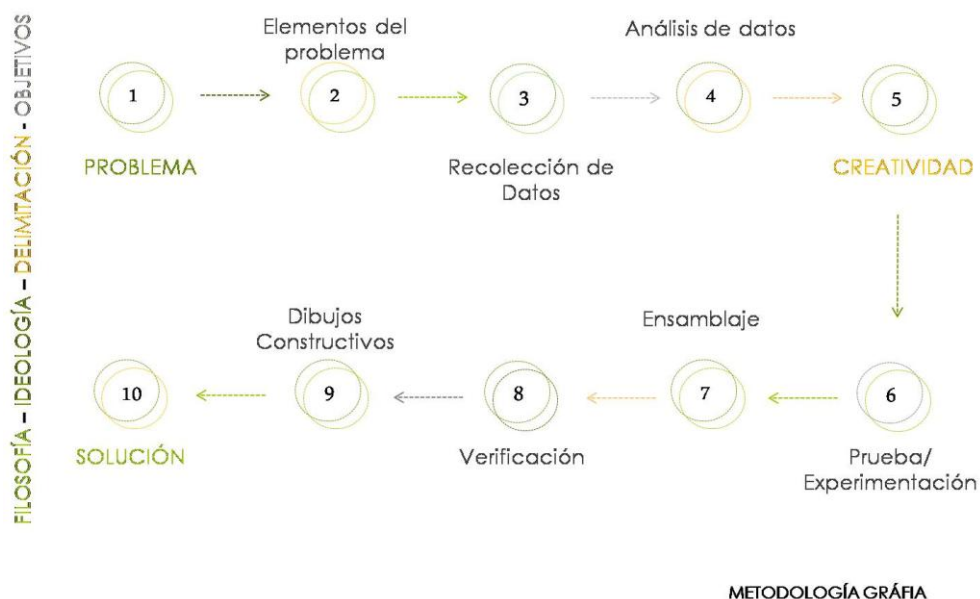 FILOSOFÍA – IDEOLOGÍA – DELIMITACIÓN - OBJETIVOS
Elementos del
problema
Análisis de datos
1
2
3
4
5
PROBLEMA
Recolección de
Datos
CREATIVIDAD
Dibujos
Constructivos
Ensamblaje
10
9
8
7
6
SOLUCIÓN
Verificación
Prueba/
Experimentación
METODOLOGÍA GRÁFIA